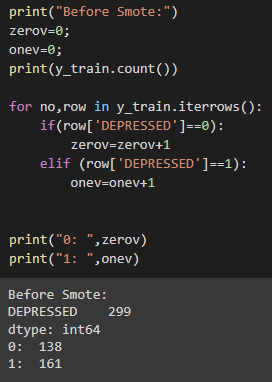 print("Before Smote:")
zerov=0;
onev=0;
print(y_train.count())
for no,row in y_train.iterrows():
    if(row['DEPRESSED']==0):
        zerov=zerov+1
    elif (row['DEPRESSED']==1):
        onev=onev+1
print("0: ",zerov)
print("1: ",onev)
Before Smote:
DEPRESSED    299
dtype: int64
0:  138
1:  161